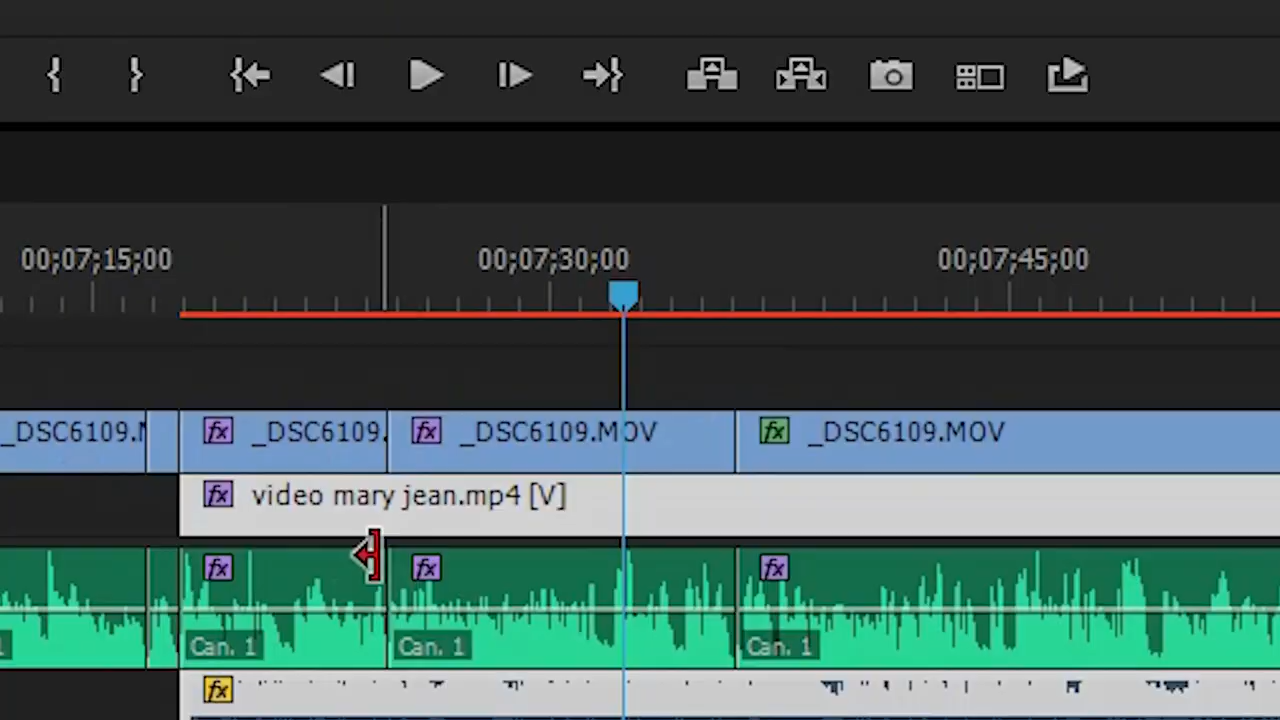 00;07;15;00 00;07;30;00 00;07;45;00
_DSC6109.M fx _DSC6109. fx _DSC6109.MOV fx _DSC6109.MOV
fx video mary jean.mp4 [V]
fx fx fx
1 Can. 1 Can. 1 Can. 1
fx